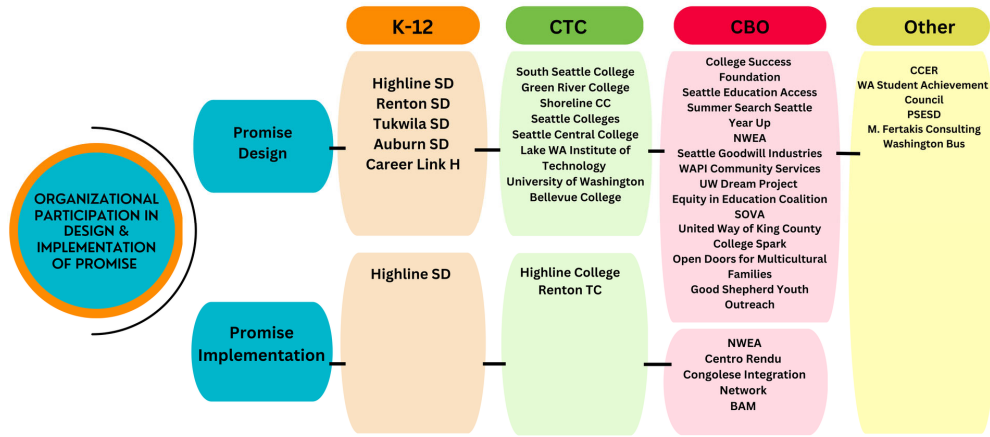 K-12
CTC
CBO
Other
ORGANIZATIONAL
PARTICIPATION IN
DESIGN &
IMPLEMENTATION
OF PROMISE
Promise
Design
Highline SD
Renton SD
Tukwila SD
Auburn SD
Career Link H
South Seattle College
Green River College
Shoreline CC
Seattle Colleges
Seattle Central College
Lake WA Institute of
Technology
University of Washington
Bellevue College
College Success
Foundation
Seattle Education Access
Summer Search Seattle
Year Up
NWEA
Seattle Goodwill Industries
WAPI Community Services
UW Dream Project
Equity in Education Coalition
SOVA
United Way of King County
College Spark
Open Doors for Multicultural
Families
Good Shepherd Youth
Outreach
CCER
WA Student Achievement
Council
PSESD
M. Fertakis Consulting
Washington Bus
Promise
Implementation
Highline SD
Highline College
Renton TC
NWEA
Centro Rendu
Congolese Integration
Network
BAM